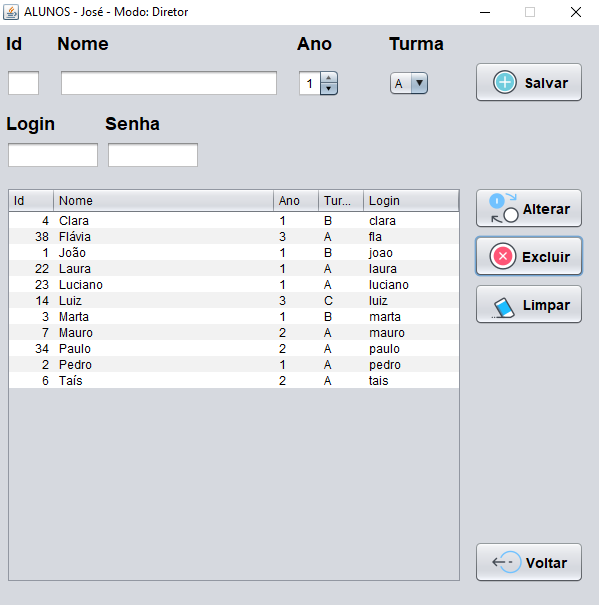 ALUNOS - José - Modo: Diretor
Id Nome Ano Turma
1 A Salvar
Login Senha
Id Nome Ano Tur... Login
4 Clara 1 B clara
38 Flávia 3 A fla
1 João 1 B joao
22 Laura 1 A laura
23 Luciano 1 A luciano
14 Luiz 3 C luiz
3 Marta 1 B marta
7 Mauro 2 A mauro
34 Paulo 2 A paulo
2 Pedro 1 A pedro
6 Taís 2 A tais
Alterar
Excluir
Limpar
Voltar